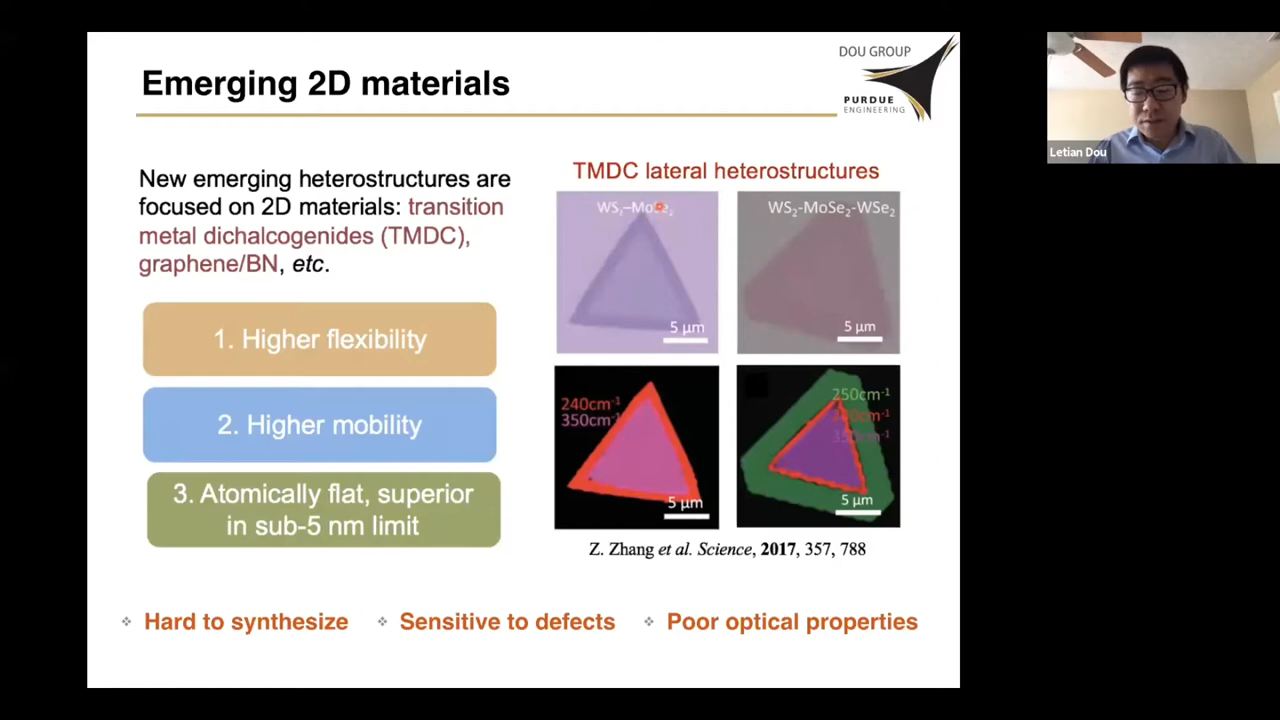 Emerging 2D materials
DOU GROUP
PURDUE
ENGINEERING
Letian Dou
New emerging heterostructures are
focused on 2D materials: transition
metal dichalcogenides (TMDC),
graphene/BN, etc.
1. Higher flexibility
2. Higher mobility
3. Atomically flat, superior
in sub-5 nm limit
TMDC lateral heterostructures
WS₂–MoSe₂
5 μm
WS₂-MoSe₂-WSe₂
5 μm
240cm⁻¹
350cm⁻¹
5 μm
250cm⁻¹
5 μm
Z. Zhang et al. Science, 2017, 357, 788
❖ Hard to synthesize ❖ Sensitive to defects ❖ Poor optical properties